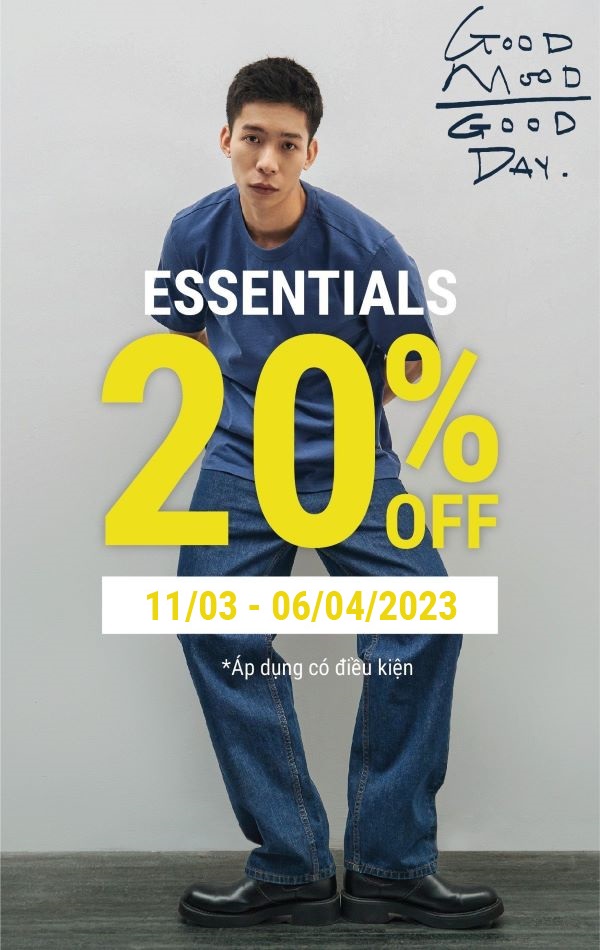 GOOD
MOOD
GOOD
DAY.
ESSENTIALS
20%
OFF
11/03 - 06/04/2023
*Áp dụng có điều kiện